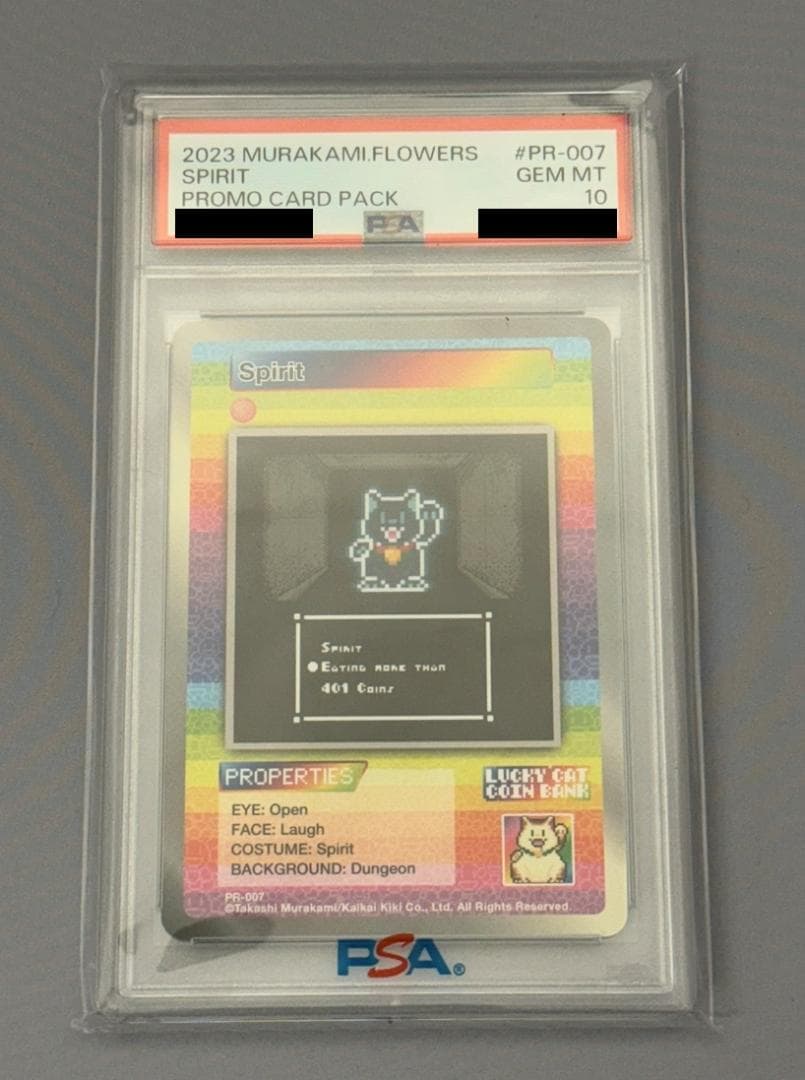 2023 MURAKAMI.FLOWERS #PR-007
SPIRIT GEM MT
PROMO CARD PACK 10
PSA
Spirit
Spirit
Eating more than
401 Coins
PROPERTIES
LUCKY CAT
COIN BANK
EYE: Open
FACE: Laugh
COSTUME: Spirit
BACKGROUND: Dungeon
PR-007
©Takashi Murakami/Kaikai Kiki Co., Ltd. All Rights Reserved.
PSA®